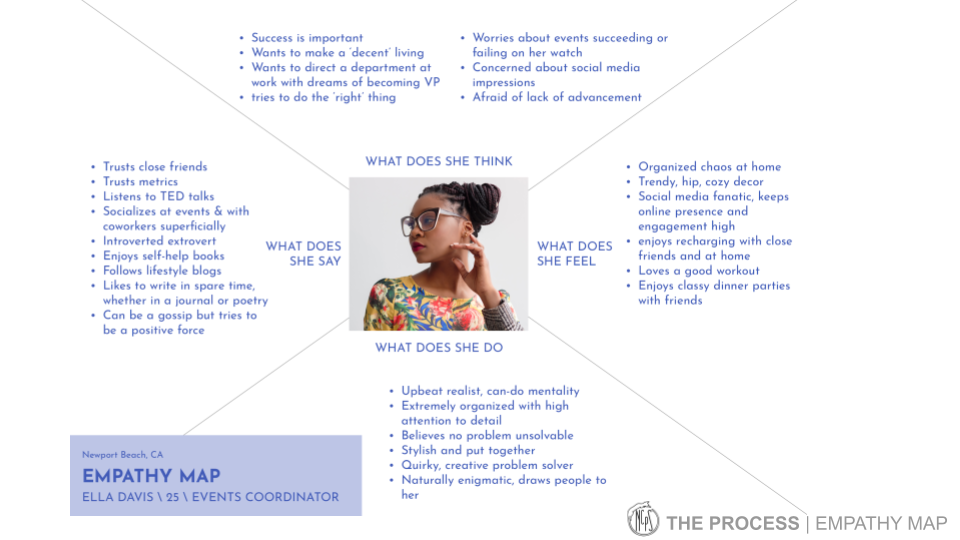 • Success is important
• Wants to make a 'decent' living
• Wants to direct a department at
work with dreams of becoming VP
• tries to do the 'right' thing
• Worries about events succeeding or
failing on her watch
• Concerned about social media
impressions
• Afraid of lack of advancement
WHAT DOES SHE THINK
• Trusts close friends
• Trusts metrics
• Listens to TED talks
• Socializes at events & with
coworkers superficially
• Introverted extrovert
• Enjoys self-help books
• Follows lifestyle blogs
• Likes to write in spare time,
whether in a journal or poetry
• Can be a gossip but tries to
be a positive force
WHAT DOES
SHE SAY
WHAT DOES
SHE FEEL
• Organized chaos at home
• Trendy, hip, cozy decor
• Social media fanatic, keeps
online presence and
engagement high
• enjoys recharging with close
friends and at home
• Loves a good workout
• Enjoys classy dinner parties
with friends
WHAT DOES SHE DO
• Upbeat realist, can-do mentality
• Extremely organized with high
attention to detail
• Believes no problem unsolvable
• Stylish and put together
• Quirky, creative problem solver
• Naturally enigmatic, draws people to
her
Newport Beach, CA
EMPATHY MAP
ELLA DAVIS \ 25 \ EVENTS COORDINATOR
NCPS
THE PROCESS | EMPATHY MAP